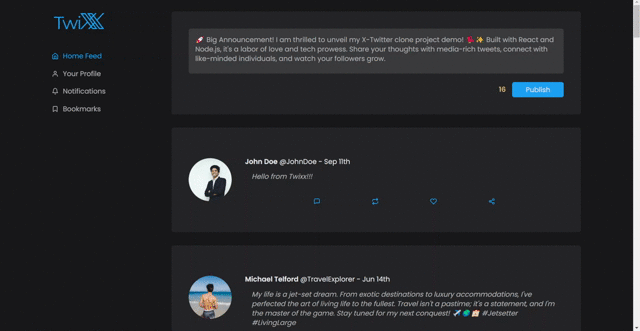 TwiXX
Home Feed
Your Profile
Notifications
Bookmarks
🚀 Big Announcement! I am thrilled to unveil my X-Twitter clone project demo! 💥✨ Built with React and
Node.js, it's a labor of love and tech prowess. Share your thoughts with media-rich tweets, connect with
like-minded individuals, and watch your followers grow.
16 Publish
John Doe @JohnDoe - Sep 11th
Hello from Twixx!!!
Michael Telford @TravelExplorer - Jun 14th
My life is a jet-set dream. From exotic destinations to luxury accommodations, I've
perfected the art of living life to the fullest. Travel isn't a pastime; it's a statement, and I'm
the master of the game. Stay tuned for my next conquest! ✈️🌍🏨 #Jetsetter
#LivingLarge